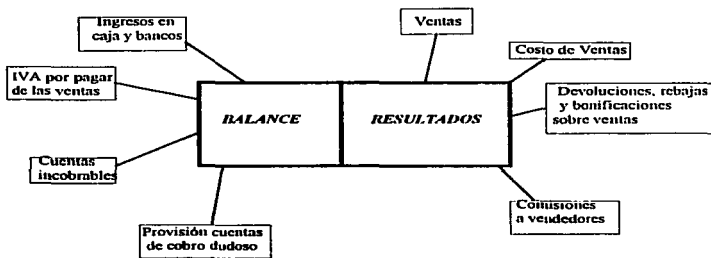 Ingresos en
caja y bancos
Ventas
Costo de Ventas
IVA por pagar
de las ventas
Devoluciones, rebajas
y bonificaciones
sobre ventas
BALANCE
RESULTADOS
Cuentas
incobrables
Comisiones
a vendedores
Provisión cuentas
de cobro dudoso